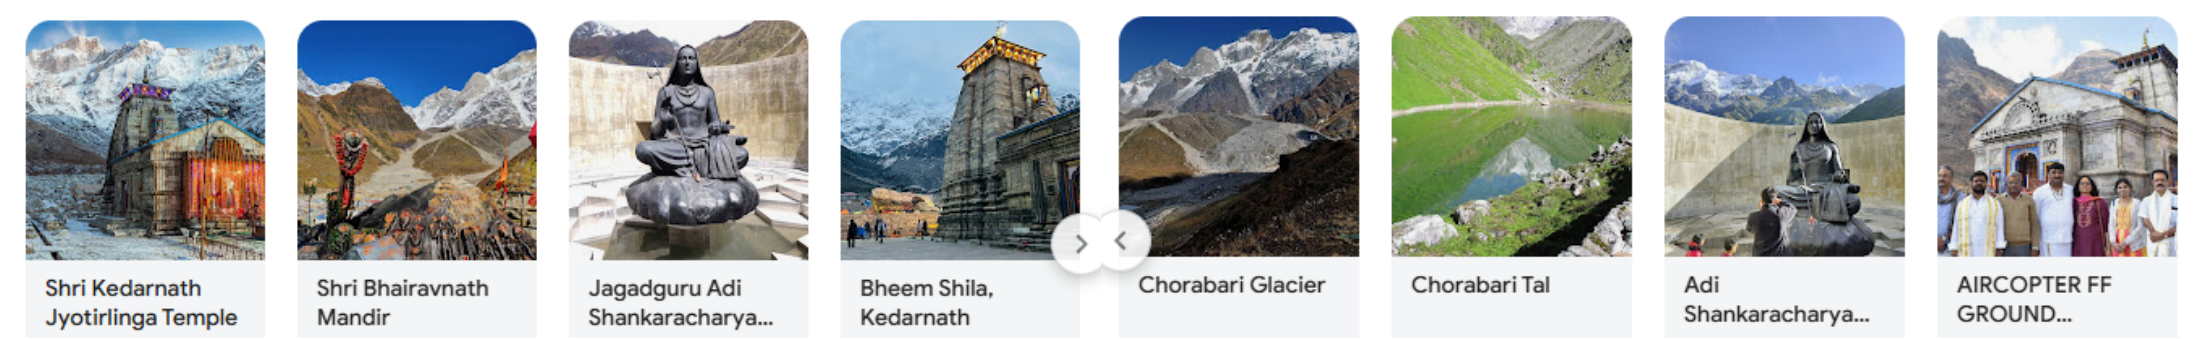 Shri Kedarnath
Jyotirlinga Temple
Shri Bhairavnath
Mandir
Jagadguru Adi
Shankaracharya...
Bheem Shila,
Kedarnath
Chorabari Glacier
Chorabari Tal
Adi
Shankaracharya...
AIRCOPTER FF
GROUND...